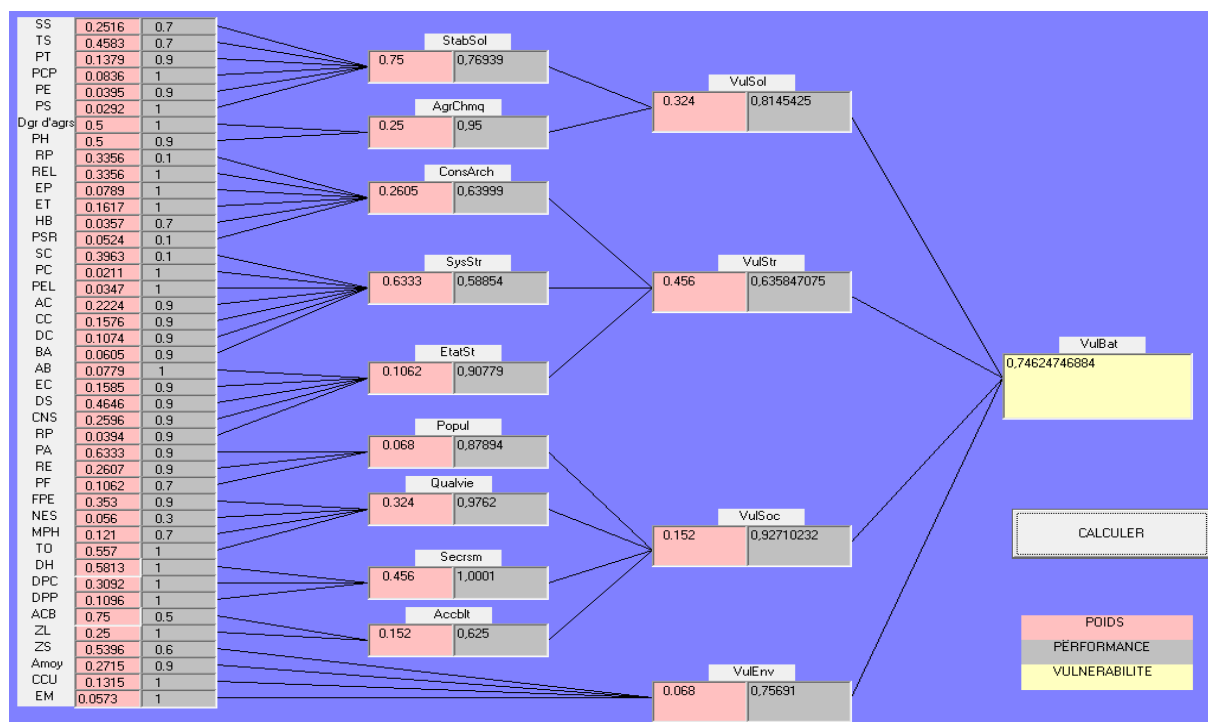 SS 0.2516 0.7
TS 0.4583 0.7
PT 0.1379 0.9
PCP 0.0836 1
PE 0.0395 0.9
PS 0.0292 1
Dgr d'agrs 0.5 1
PH 0.5 0.9
RP 0.3356 0.1
REL 0.3356 1
EP 0.0789 1
ET 0.1617 1
HB 0.0357 0.7
PSR 0.0524 0.1
SC 0.3963 0.1
PC 0.0211 1
PEL 0.0347 1
AC 0.2224 0.9
CC 0.1576 0.9
DC 0.1074 0.9
BA 0.0605 0.9
AB 0.0779 1
EC 0.1585 0.9
DS 0.4646 0.9
CNS 0.2596 0.9
RP 0.0394 0.9
PA 0.6333 0.9
RE 0.2607 0.9
PF 0.1062 0.7
FPE 0.353 0.9
NES 0.056 0.3
MPH 0.121 0.7
TO 0.557 1
DH 0.5813 1
DPC 0.3092 1
DPP 0.1096 1
ACB 0.75 0.5
ZL 0.25 1
ZS 0.5396 0.6
Amoy 0.2715 0.9
CCU 0.1315 1
EM 0.0573 1
StabSol
0.75 0,76939
AgrChmq
0.25 0,95
ConsArch
0.2605 0,63999
SysStr
0.6333 0,58854
EtatSt
0.1062 0,90779
Popul
0.068 0,87894
Qualvie
0.324 0,9762
Secrsm
0.456 1,0001
Accblt
0.152 0,625
VulSol
0.324 0,8145425
VulStr
0.456 0,635847075
VulSoc
0.152 0,92710232
VulEnv
0.068 0,75691
VulBat
0,74624746884
CALCULER
POIDS
PËRFORMANCE
VULNERABILITE